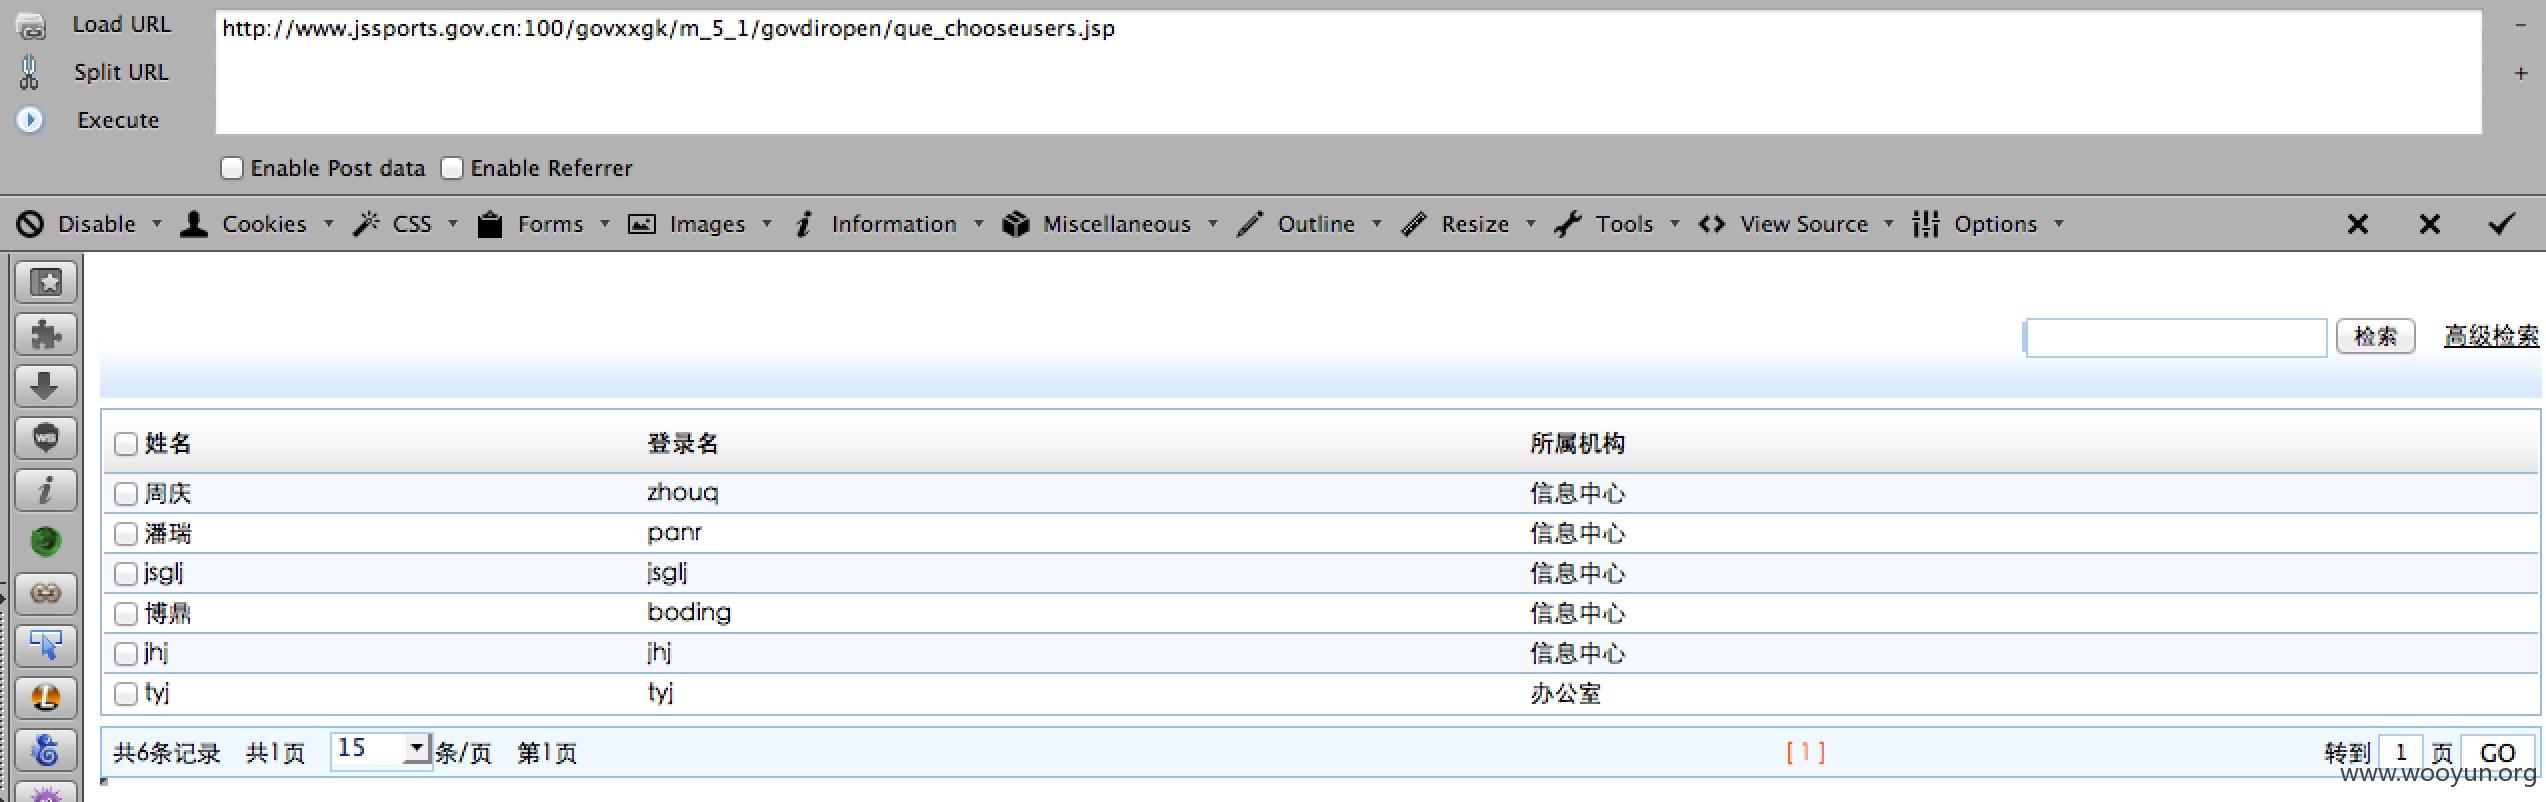 Load URL
http://www.jssports.gov.cn:100/govxxgk/m_5_1/govdiropen/que_chooseusers.jsp
Split URL
Execute
Enable Post data Enable Referrer
Disable Cookies CSS Forms Images Information Miscellaneous Outline Resize Tools View Source Options
检索 高级检索
姓名 登录名 所属机构
周庆 zhouq 信息中心
潘瑞 panr 信息中心
jsglj jsglj 信息中心
博鼎 boding 信息中心
jhj jhj 信息中心
tyj tyj 办公室
共6条记录 共1页 15 条/页 第1页 [1] 转到 1 页 GO
www.wooyun.org